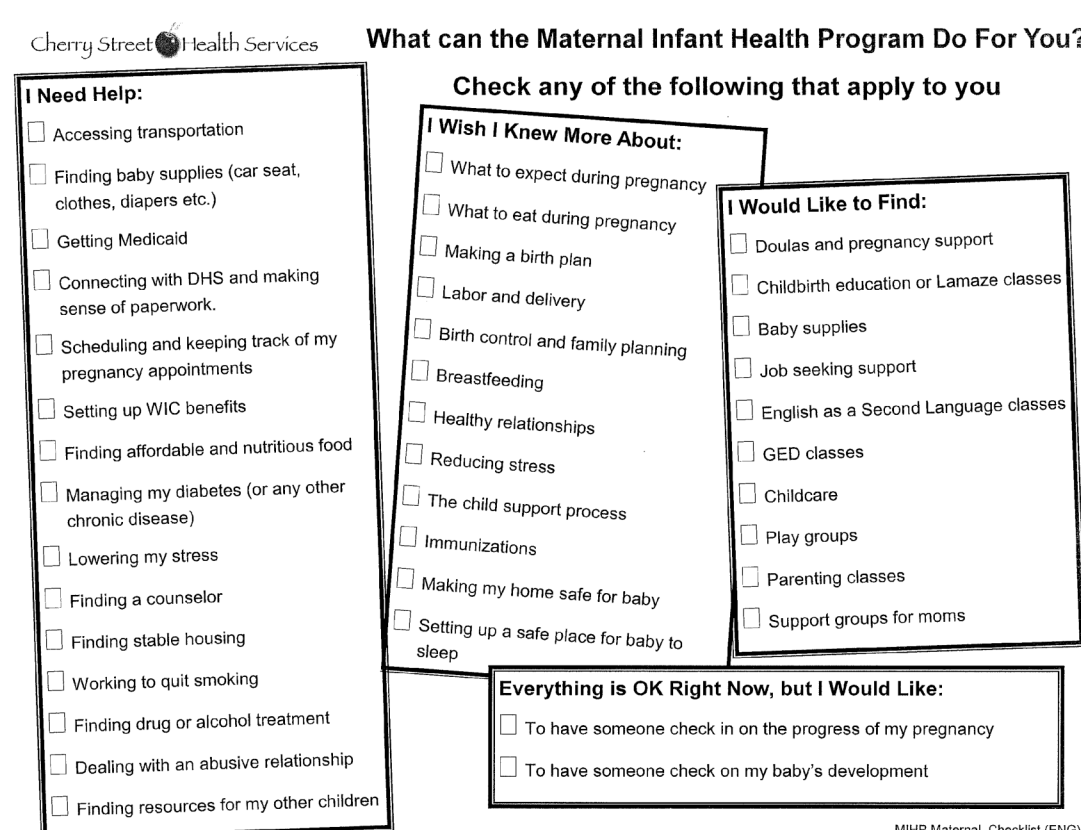 Cherry Street Health Services
What can the Maternal Infant Health Program Do For You?
Check any of the following that apply to you
I Need Help:
Accessing transportation
Finding baby supplies (car seat,
clothes, diapers etc.)
Getting Medicaid
Connecting with DHS and making
sense of paperwork.
Scheduling and keeping track of my
pregnancy appointments
Setting up WIC benefits
Finding affordable and nutritious food
Managing my diabetes (or any other
chronic disease)
Lowering my stress
Finding a counselor
Finding stable housing
Working to quit smoking
Finding drug or alcohol treatment
Dealing with an abusive relationship
Finding resources for my other children
I Wish I Knew More About:
What to expect during pregnancy
What to eat during pregnancy
Making a birth plan
Labor and delivery
Birth control and family planning
Breastfeeding
Healthy relationships
Reducing stress
The child support process
Immunizations
Making my home safe for baby
Setting up a safe place for baby to
sleep
I Would Like to Find:
Doulas and pregnancy support
Childbirth education or Lamaze classes
Baby supplies
Job seeking support
English as a Second Language classes
GED classes
Childcare
Play groups
Parenting classes
Support groups for moms
Everything is OK Right Now, but I Would Like:
To have someone check in on the progress of my pregnancy
To have someone check on my baby's development
MIHP Maternal Checklist (ENG)